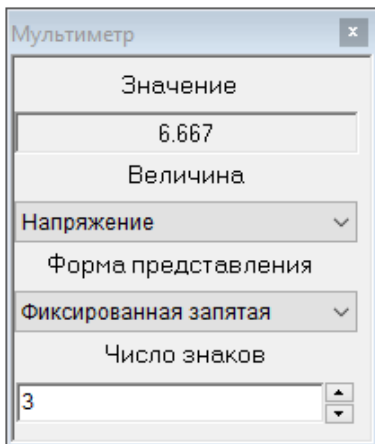 Мультиметр x
Значение
6.667
Величина
Напряжение
Форма представления
Фиксированная запятая
Число знаков
3